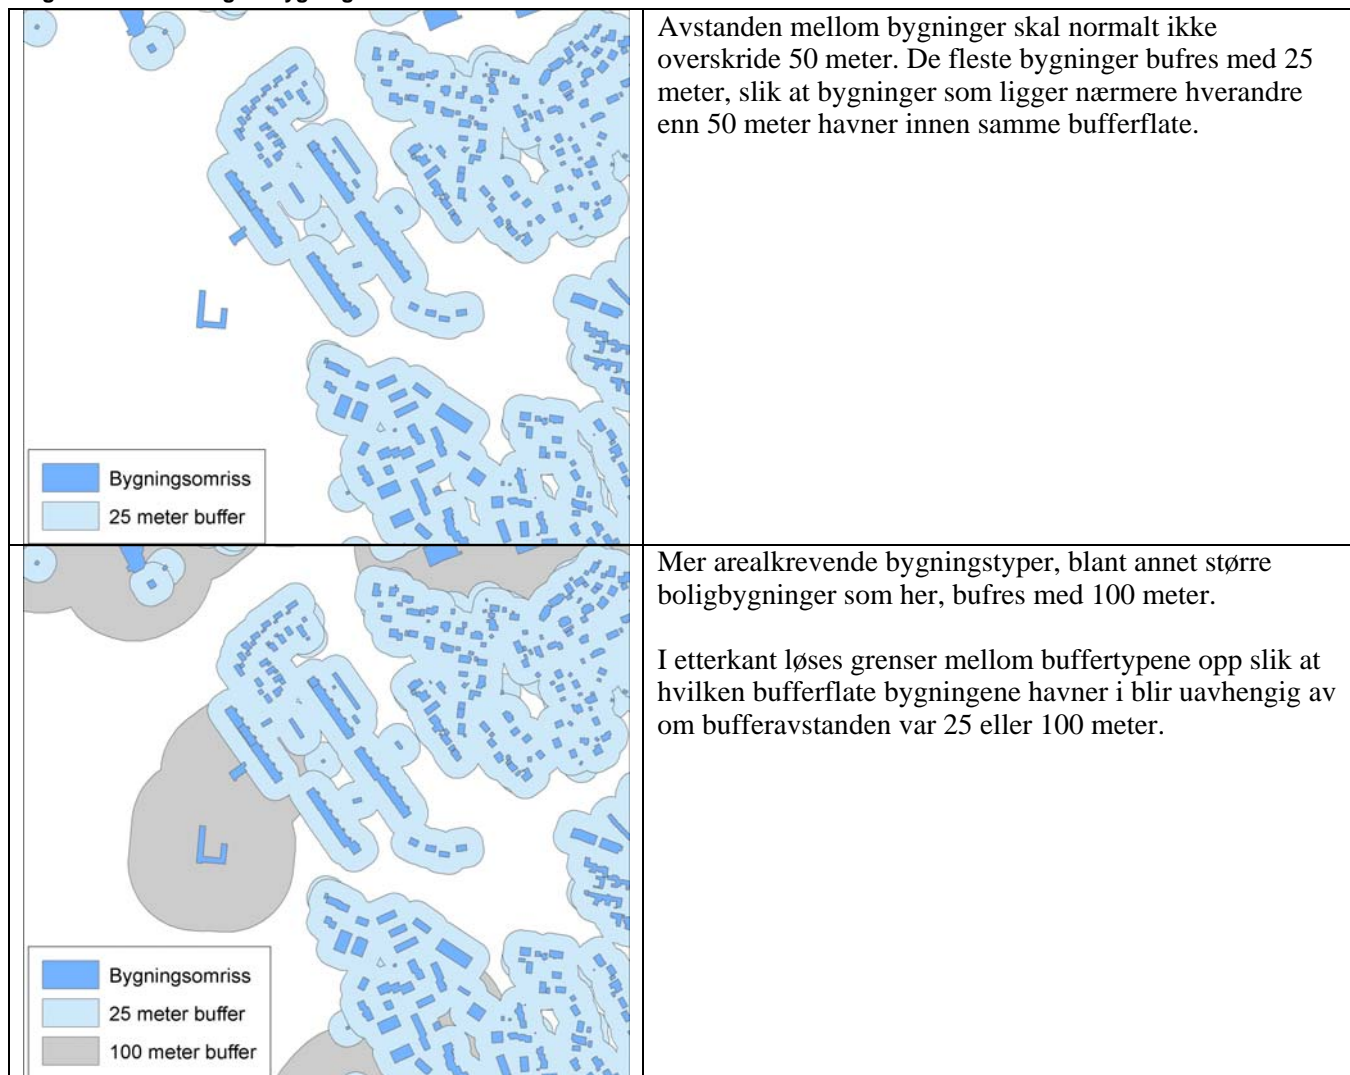 Avstanden mellom bygninger skal normalt ikke
overskride 50 meter. De fleste bygninger bufres med 25
meter, slik at bygninger som ligger nærmere hverandre
enn 50 meter havner innen samme bufferflate.
Bygningsomriss
25 meter buffer
Mer arealkrevende bygningstyper, blant annet større
boligbygninger som her, bufres med 100 meter.
I etterkant løses grenser mellom buffertypene opp slik at
hvilken bufferflate bygningene havner i blir uavhengig av
om bufferavstanden var 25 eller 100 meter.
Bygningsomriss
25 meter buffer
100 meter buffer